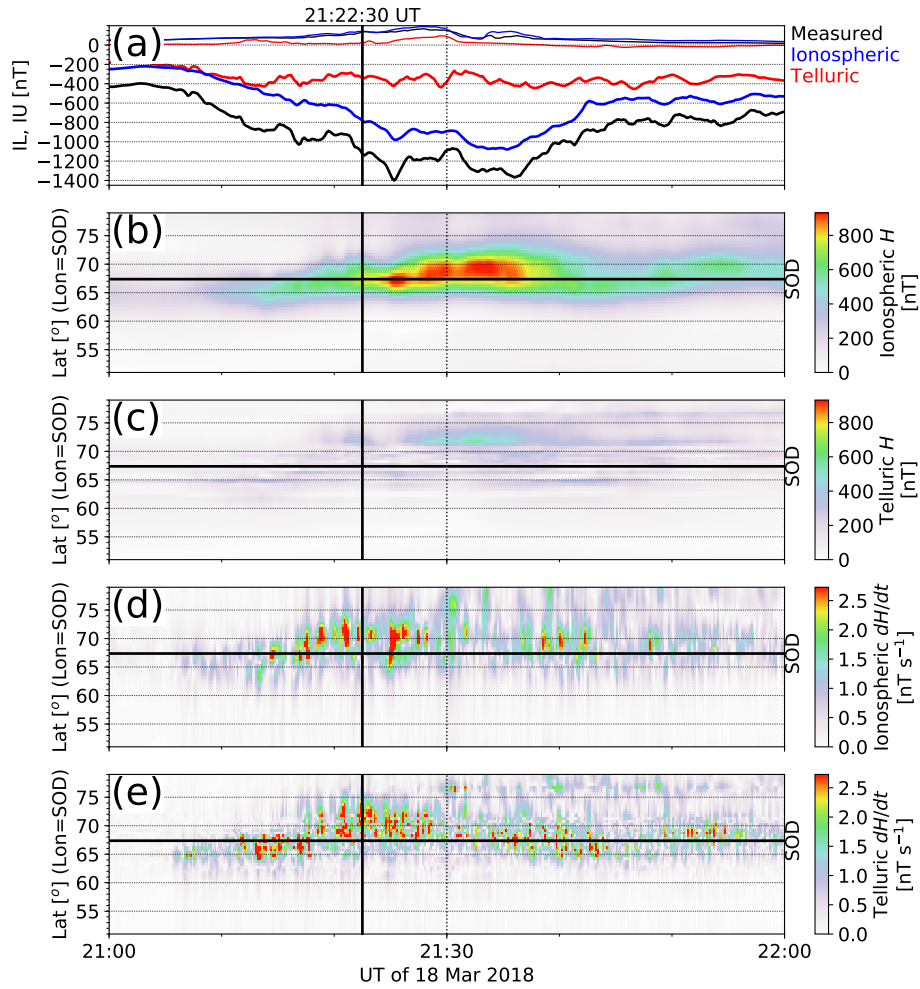 21:22:30 UT
(a)
Measured
Ionospheric
Telluric
IL, IU [nT]
0
−200
−400
−600
−800
−1000
−1200
−1400
(b)
Lat [°] (Lon=SOD)
75
70
65
60
55
SOD
800
600
400
200
0
Ionospheric H
[nT]
(c)
Lat [°] (Lon=SOD)
75
70
65
60
55
SOD
800
600
400
200
0
Telluric H
[nT]
(d)
Lat [°] (Lon=SOD)
75
70
65
60
55
SOD
2.5
2.0
1.5
1.0
0.5
0.0
Ionospheric dH/dt
[nT s⁻¹]
(e)
Lat [°] (Lon=SOD)
75
70
65
60
55
SOD
2.5
2.0
1.5
1.0
0.5
0.0
Telluric dH/dt
[nT s⁻¹]
21:00
21:30
22:00
UT of 18 Mar 2018